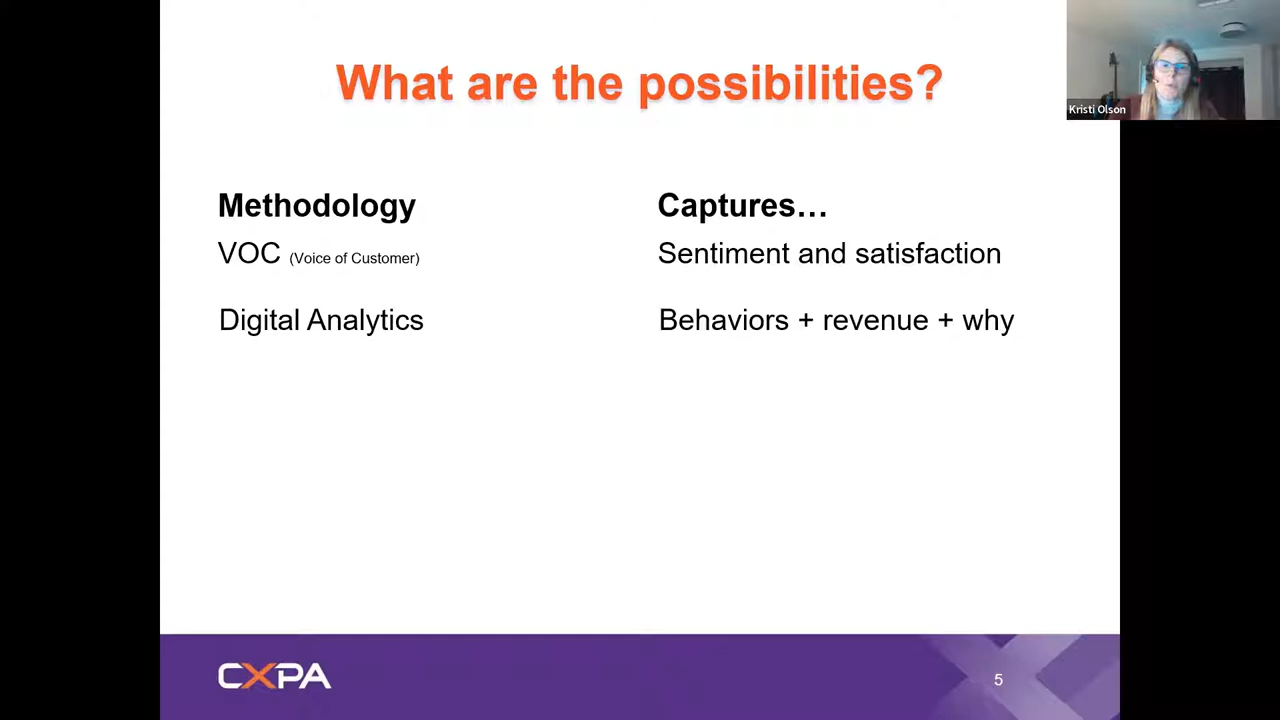 What are the possibilities?
Kristi Olson
Methodology
Captures…
VOC (Voice of Customer)
Sentiment and satisfaction
Digital Analytics
Behaviors + revenue + why
CXPA
5